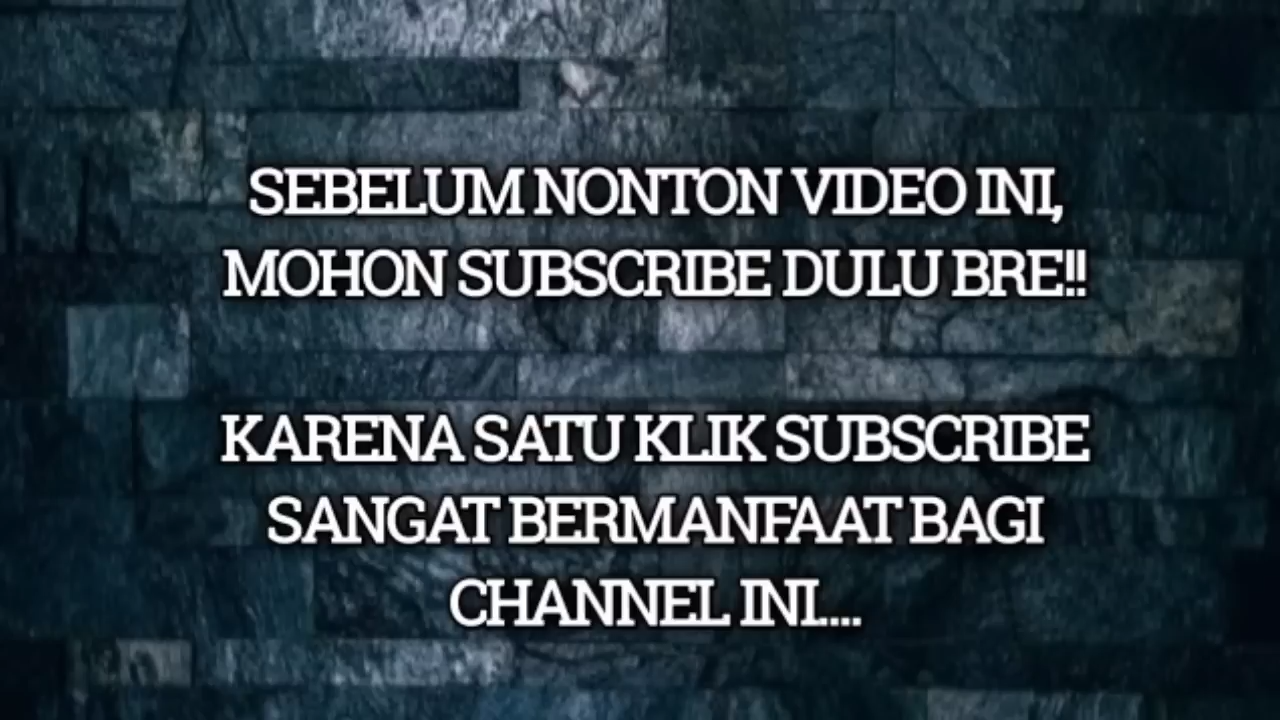 SEBELUM NONTON VIDEO INI,
MOHON SUBSCRIBE DULU BRE!!
KARENA SATU KLIK SUBSCRIBE
SANGAT BERMANFAAT BAGI
CHANNEL INI....